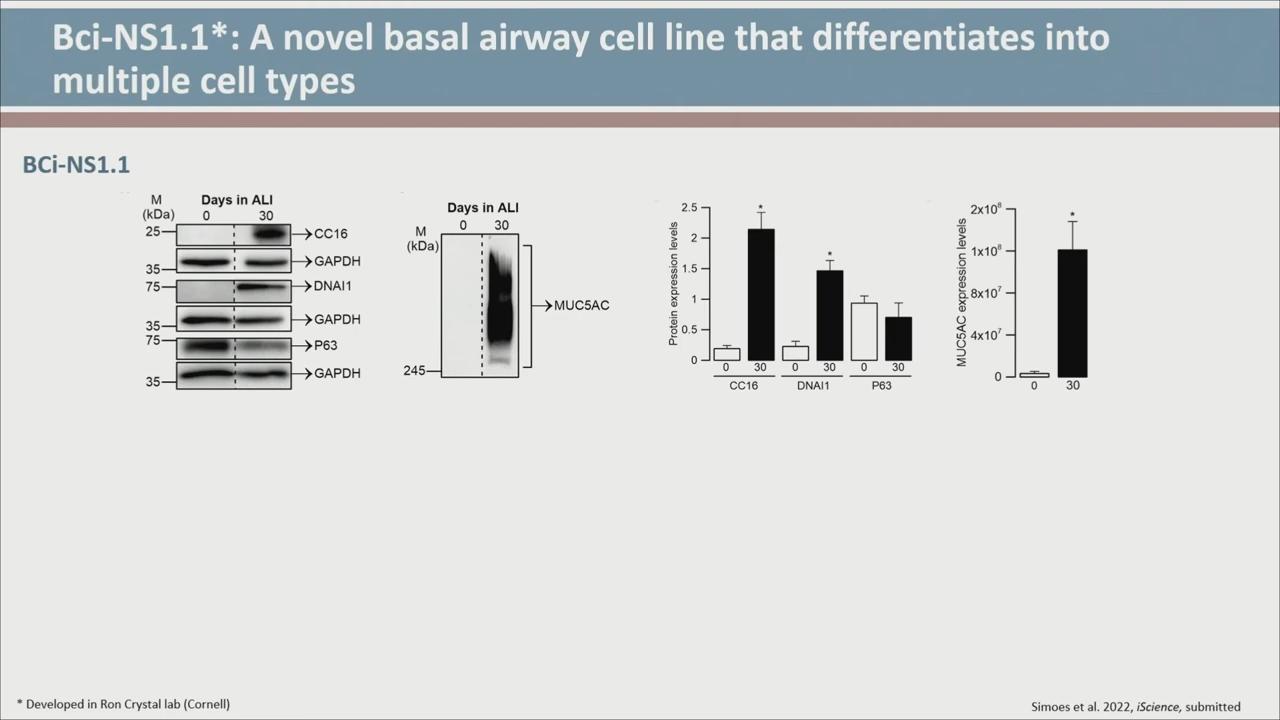 Bci-NS1.1*: A novel basal airway cell line that differentiates into
multiple cell types
BCi-NS1.1
M
(kDa)
Days in ALI
0 30
25 CC16
35 GAPDH
75 DNAI1
35 GAPDH
75 P63
35 GAPDH
Days in ALI
0 30
M
(kDa)
MUC5AC
245
Protein expression levels
2.5
2
1.5
1
0.5
0
* *
0 30 0 30 0 30
CC16 DNAI1 P63
MUC5AC expression levels
2x10⁸
1x10⁸
8x10⁷
4x10⁷
0
*
0 30
* Developed in Ron Crystal lab (Cornell)
Simoes et al. 2022, iScience, submitted